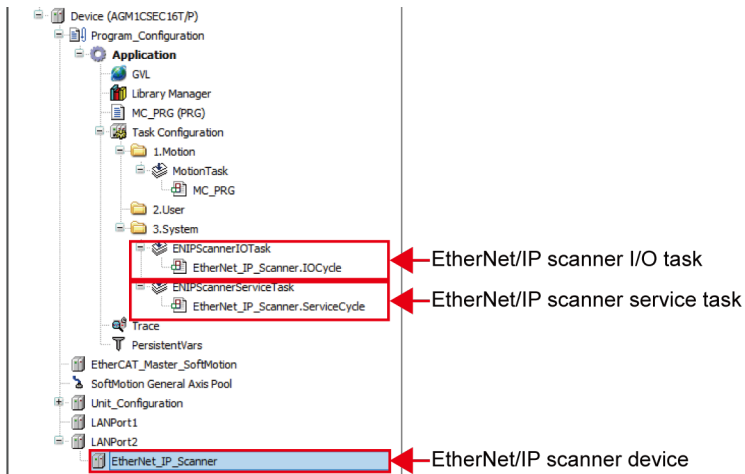 Device (AGM1CSEC16T/P)
Program_Configuration
Application
GVL
Library Manager
MC_PRG (PRG)
Task Configuration
1.Motion
MotionTask
MC_PRG
2.User
3.System
ENIPScannerIOTask
EtherNet_IP_Scanner.IOCycle
EtherNet/IP scanner I/O task
ENIPScannerServiceTask
EtherNet_IP_Scanner.ServiceCycle
EtherNet/IP scanner service task
Trace
PersistentVars
EtherCAT_Master_SoftMotion
SoftMotion General Axis Pool
Unit_Configuration
LANPort1
LANPort2
EtherNet_IP_Scanner
EtherNet/IP scanner device